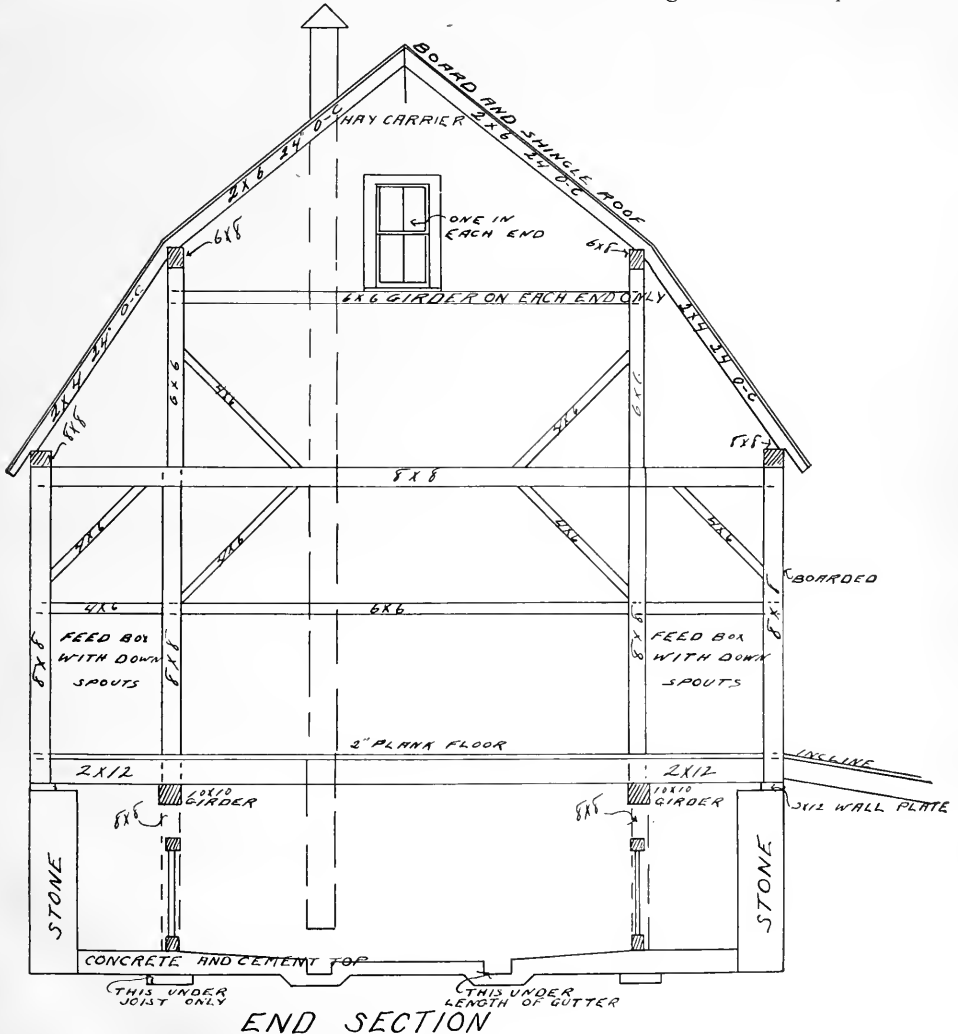 BOARD AND SHINGLE ROOF
HAY CARRIER
2X6 24" O-C
2X6 24 O-C
ONE IN
EACH END
6X8
6X8
6X6 GIRDER ON EACH END ONLY
2X4 24" O-C
2X4 24 O-C
6X6
4X6
4X6
8X8
8X8
8X8
4X6
4X6
4X6
4X6
BOARDED
4X6
6X6
8X8
8X8
8X8
8X8
FEED BOX
WITH DOWN
SPOUTS
FEED BOX
WITH DOWN
SPOUTS
2" PLANK FLOOR
INCLINE
2X12
2X12
10X10
GIRDER
10X10
GIRDER
WALL PLATE
8X8
8X8
STONE
STONE
CONCRETE AND CEMENT TOP
THIS UNDER
JOIST ONLY
THIS UNDER
LENGTH OF GUTTER
END SECTION